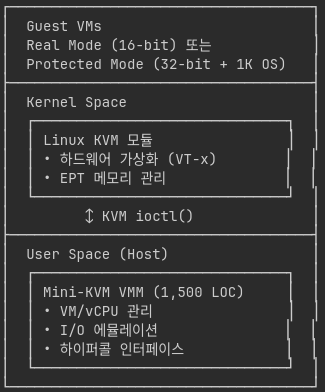 Guest VMs
Real Mode (16-bit) 또는
Protected Mode (32-bit + 1K OS)
Kernel Space
Linux KVM 모듈
• 하드웨어 가상화 (VT-x)
• EPT 메모리 관리
↕ KVM ioctl()
User Space (Host)
Mini-KVM VMM (1,500 LOC)
• VM/vCPU 관리
• I/O 에뮬레이션
• 하이퍼콜 인터페이스